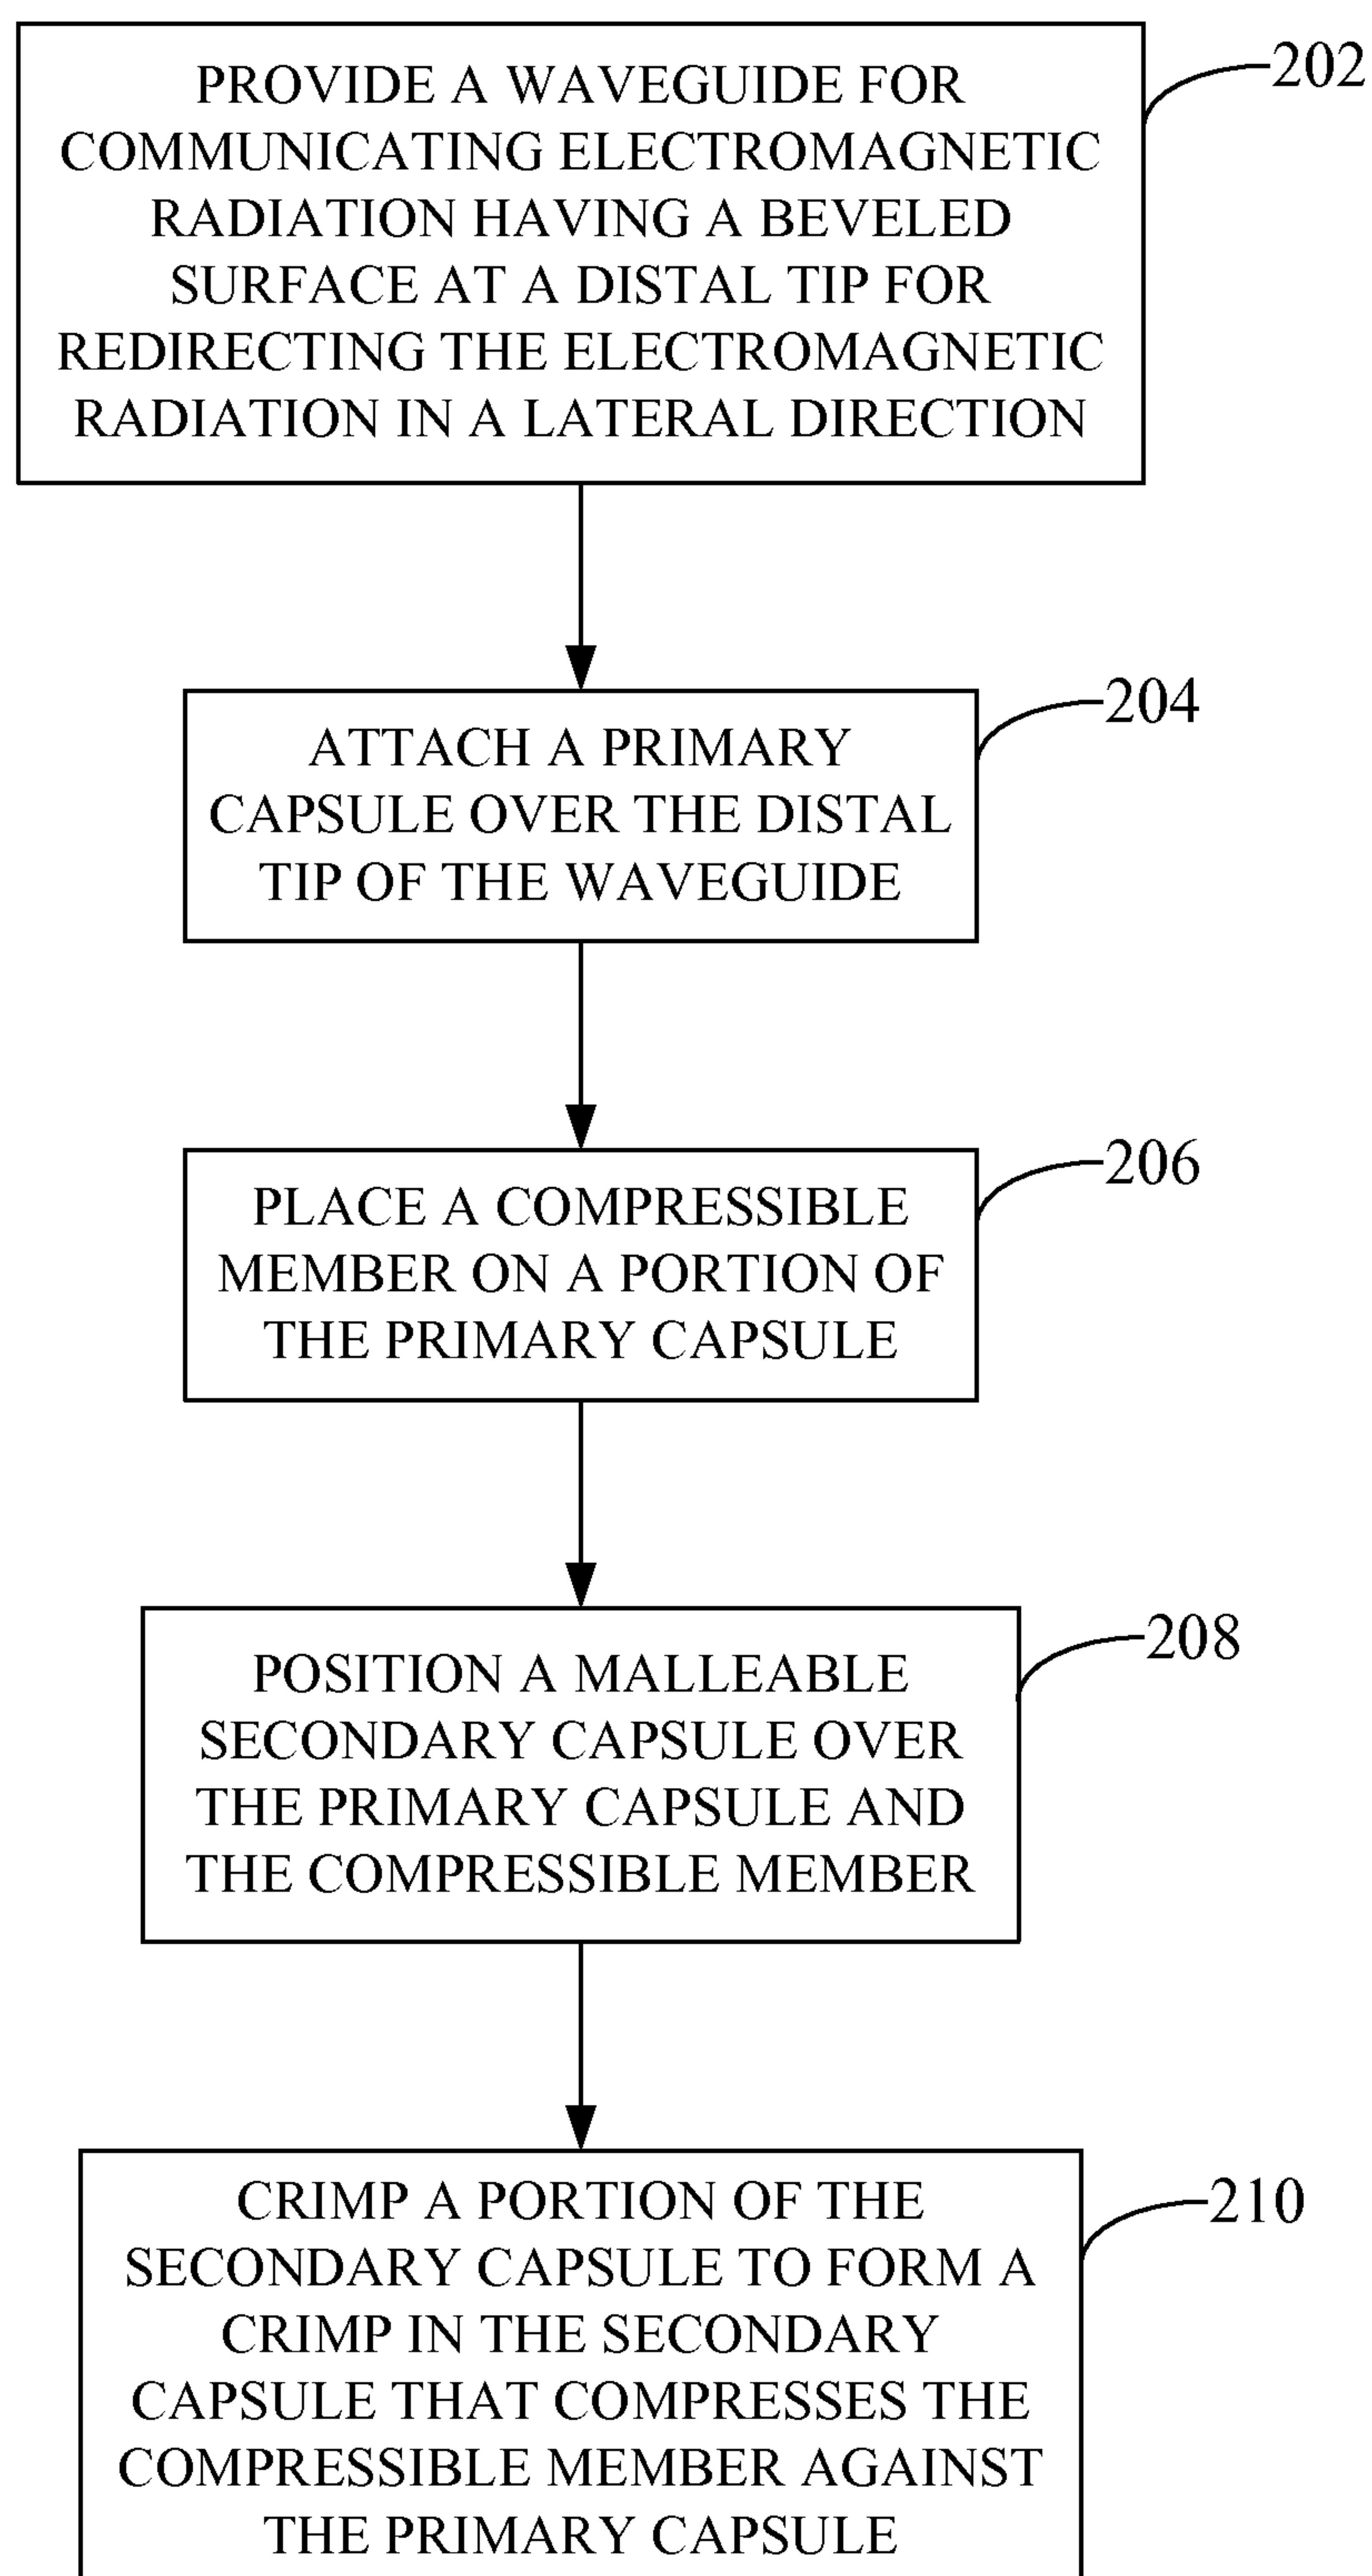 PROVIDE A WAVEGUIDE FOR
COMMUNICATING ELECTROMAGNETIC
RADIATION HAVING A BEVELED
SURFACE AT A DISTAL TIP FOR
REDIRECTING THE ELECTROMAGNETIC
RADIATION IN A LATERAL DIRECTION
202
ATTACH A PRIMARY
CAPSULE OVER THE DISTAL
TIP OF THE WAVEGUIDE
204
PLACE A COMPRESSIBLE
MEMBER ON A PORTION OF
THE PRIMARY CAPSULE
206
POSITION A MALLEABLE
SECONDARY CAPSULE OVER
THE PRIMARY CAPSULE AND
THE COMPRESSIBLE MEMBER
208
CRIMP A PORTION OF THE
SECONDARY CAPSULE TO FORM A
CRIMP IN THE SECONDARY
CAPSULE THAT COMPRESSES THE
COMPRESSIBLE MEMBER AGAINST
THE PRIMARY CAPSULE
210